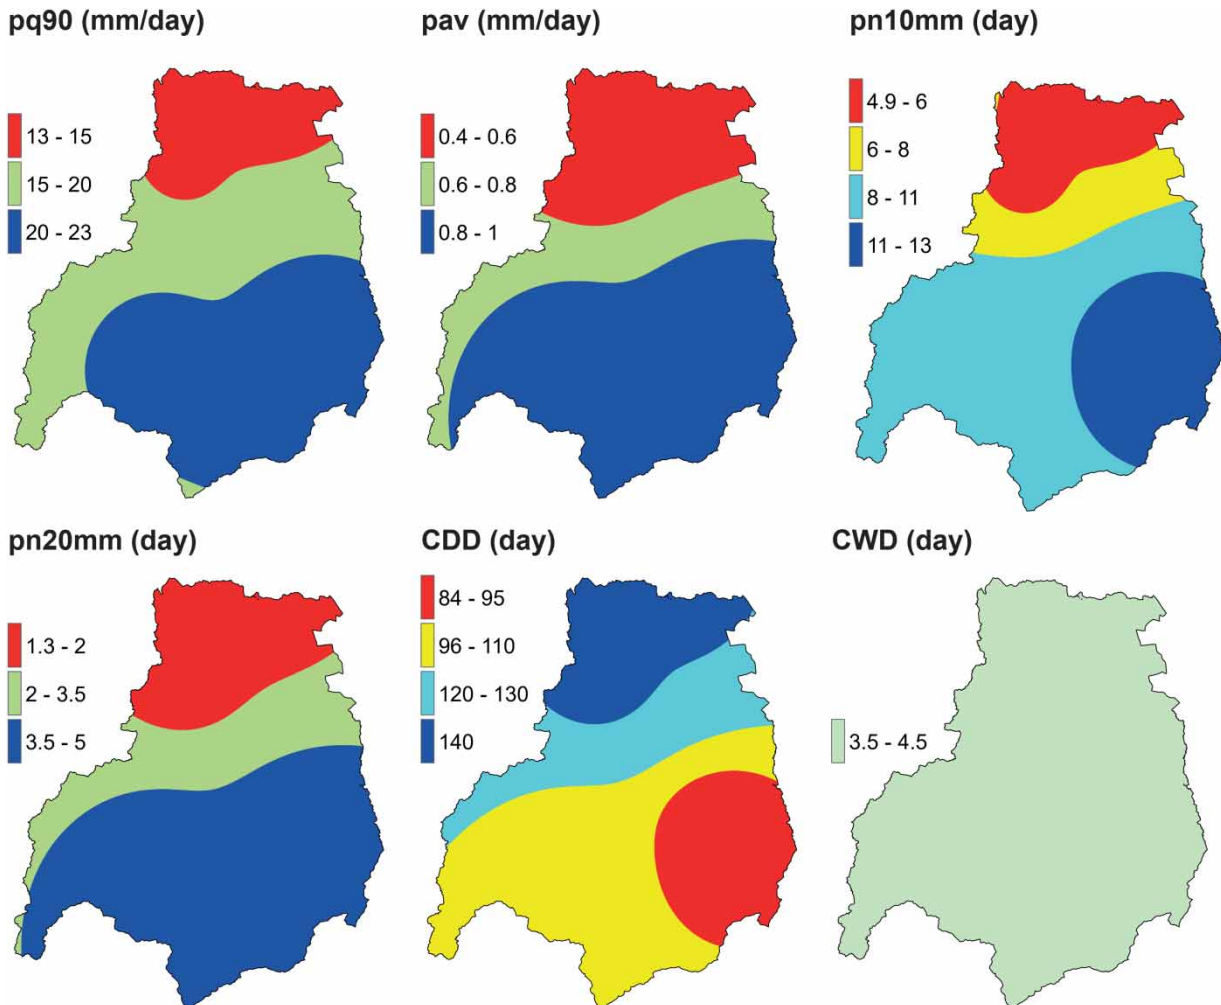 pq90 (mm/day)
13 - 15
15 - 20
20 - 23
pav (mm/day)
0.4 - 0.6
0.6 - 0.8
0.8 - 1
pn10mm (day)
4.9 - 6
6 - 8
8 - 11
11 - 13
pn20mm (day)
1.3 - 2
2 - 3.5
3.5 - 5
CDD (day)
84 - 95
96 - 110
120 - 130
140
CWD (day)
3.5 - 4.5